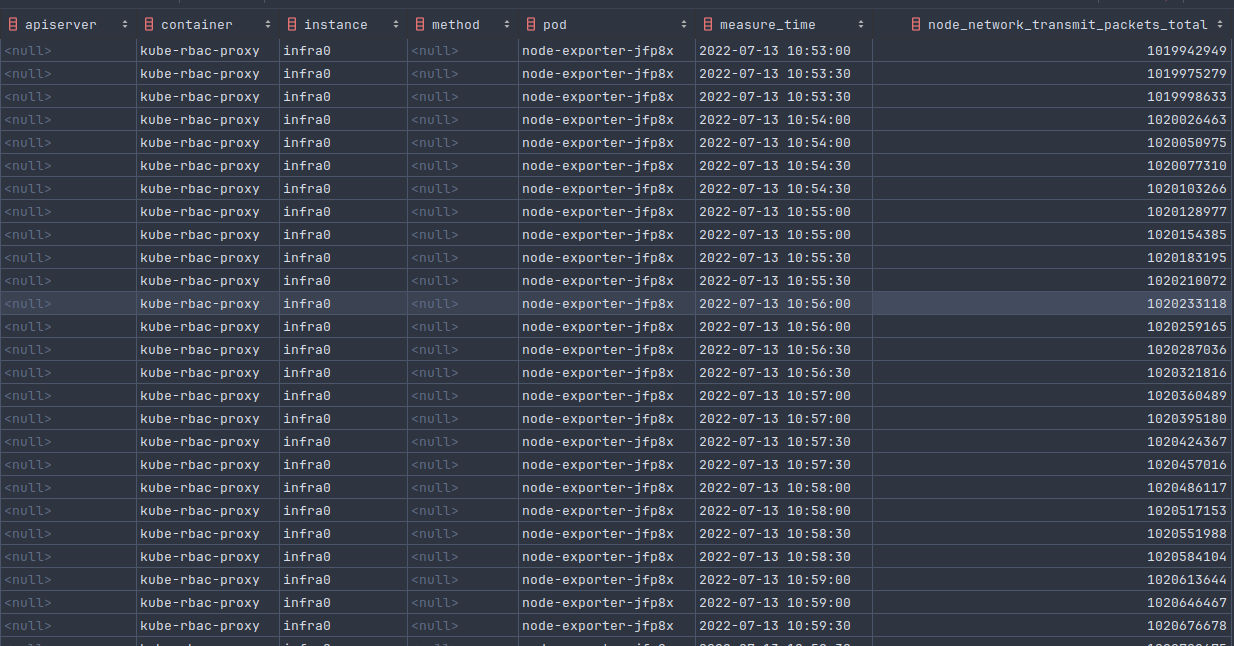 apiserver container instance method pod measure_time node_network_transmit_packets_total
<null> kube-rbac-proxy infra0 <null> node-exporter-jfp8x 2022-07-13 10:53:00 1019942949
<null> kube-rbac-proxy infra0 <null> node-exporter-jfp8x 2022-07-13 10:53:30 1019975279
<null> kube-rbac-proxy infra0 <null> node-exporter-jfp8x 2022-07-13 10:53:30 1019998633
<null> kube-rbac-proxy infra0 <null> node-exporter-jfp8x 2022-07-13 10:54:00 1020026463
<null> kube-rbac-proxy infra0 <null> node-exporter-jfp8x 2022-07-13 10:54:00 1020050975
<null> kube-rbac-proxy infra0 <null> node-exporter-jfp8x 2022-07-13 10:54:30 1020077310
<null> kube-rbac-proxy infra0 <null> node-exporter-jfp8x 2022-07-13 10:54:30 1020103266
<null> kube-rbac-proxy infra0 <null> node-exporter-jfp8x 2022-07-13 10:55:00 1020128977
<null> kube-rbac-proxy infra0 <null> node-exporter-jfp8x 2022-07-13 10:55:00 1020154385
<null> kube-rbac-proxy infra0 <null> node-exporter-jfp8x 2022-07-13 10:55:30 1020183195
<null> kube-rbac-proxy infra0 <null> node-exporter-jfp8x 2022-07-13 10:55:30 1020210072
<null> kube-rbac-proxy infra0 <null> node-exporter-jfp8x 2022-07-13 10:56:00 1020233118
<null> kube-rbac-proxy infra0 <null> node-exporter-jfp8x 2022-07-13 10:56:00 1020259165
<null> kube-rbac-proxy infra0 <null> node-exporter-jfp8x 2022-07-13 10:56:30 1020287036
<null> kube-rbac-proxy infra0 <null> node-exporter-jfp8x 2022-07-13 10:56:30 1020321816
<null> kube-rbac-proxy infra0 <null> node-exporter-jfp8x 2022-07-13 10:57:00 1020360489
<null> kube-rbac-proxy infra0 <null> node-exporter-jfp8x 2022-07-13 10:57:00 1020395180
<null> kube-rbac-proxy infra0 <null> node-exporter-jfp8x 2022-07-13 10:57:30 1020424367
<null> kube-rbac-proxy infra0 <null> node-exporter-jfp8x 2022-07-13 10:57:30 1020457016
<null> kube-rbac-proxy infra0 <null> node-exporter-jfp8x 2022-07-13 10:58:00 1020486117
<null> kube-rbac-proxy infra0 <null> node-exporter-jfp8x 2022-07-13 10:58:00 1020517153
<null> kube-rbac-proxy infra0 <null> node-exporter-jfp8x 2022-07-13 10:58:30 1020551988
<null> kube-rbac-proxy infra0 <null> node-exporter-jfp8x 2022-07-13 10:58:30 1020584104
<null> kube-rbac-proxy infra0 <null> node-exporter-jfp8x 2022-07-13 10:59:00 1020613644
<null> kube-rbac-proxy infra0 <null> node-exporter-jfp8x 2022-07-13 10:59:00 1020646467
<null> kube-rbac-proxy infra0 <null> node-exporter-jfp8x 2022-07-13 10:59:30 1020676678